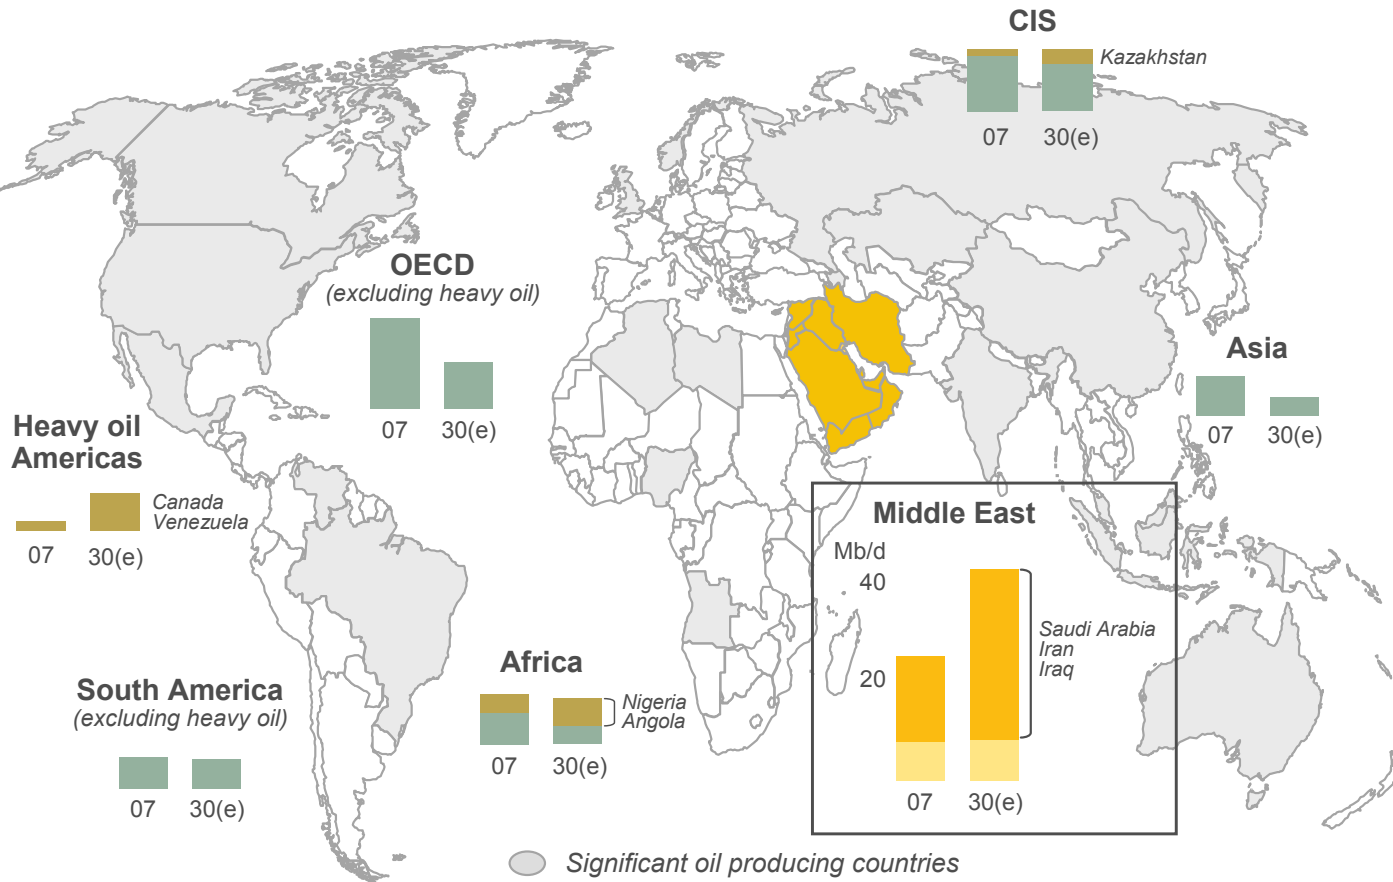 CIS
Kazakhstan
07 30(e)
OECD
(excluding heavy oil)
07 30(e)
Asia
07 30(e)
Heavy oil
Americas
Canada
Venezuela
07 30(e)
Middle East
Mb/d
40
20
Saudi Arabia
Iran
Iraq
07 30(e)
Africa
Nigeria
Angola
07 30(e)
South America
(excluding heavy oil)
07 30(e)
Significant oil producing countries